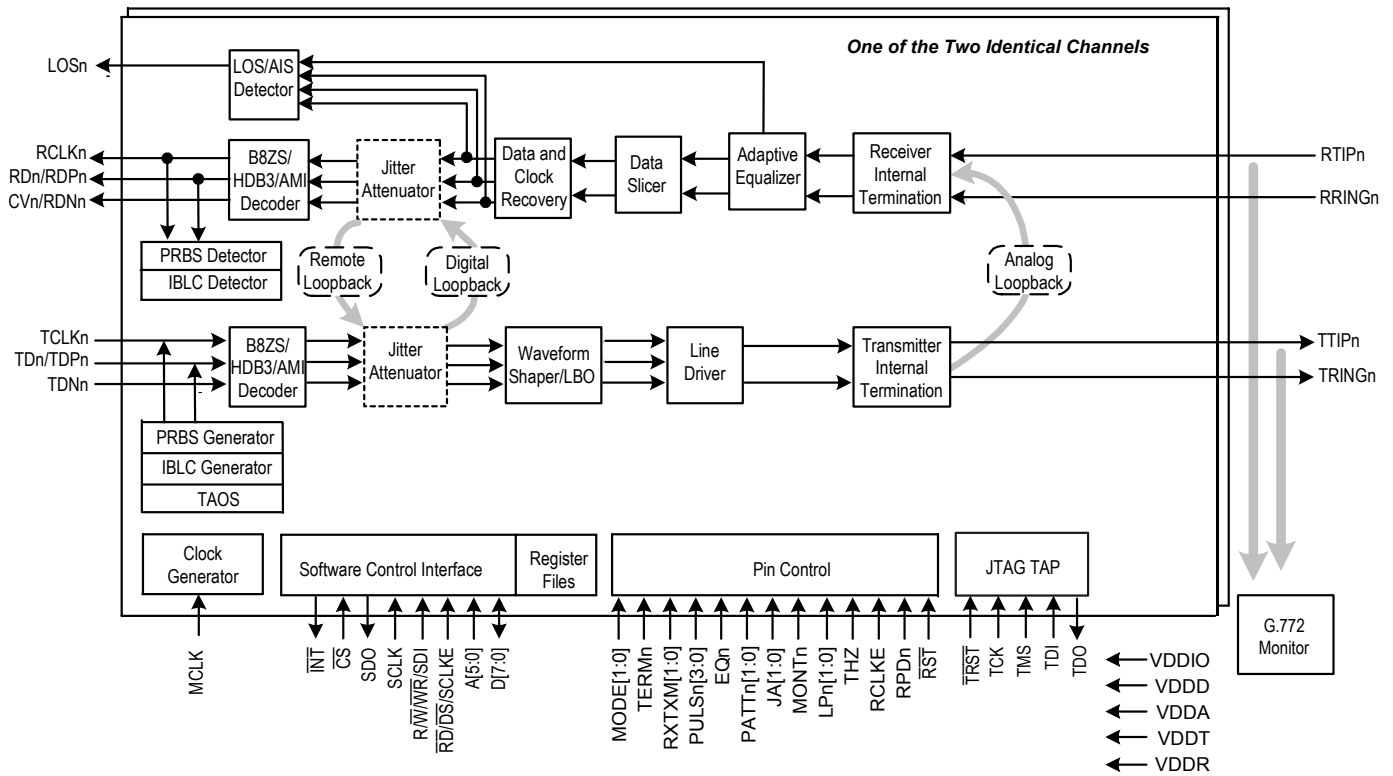 One of the Two Identical Channels
LOSn
LOS/AIS
Detector
RCLKn
RDn/RDPn
CVn/RDNn
B8ZS/
HDB3/AMI
Decoder
Jitter
Attenuator
Data and
Clock
Recovery
Data
Slicer
Adaptive
Equalizer
Receiver
Internal
Termination
RTIPn
RRINGn
PRBS Detector
IBLC Detector
Remote
Loopback
Digital
Loopback
Analog
Loopback
TCLKn
TDn/TDPn
TDNn
B8ZS/
HDB3/AMI
Decoder
Jitter
Attenuator
Waveform
Shaper/LBO
Line
Driver
Transmitter
Internal
Termination
TTIPn
TRINGn
PRBS Generator
IBLC Generator
TAOS
Clock
Generator
Software Control Interface
Register
Files
Pin Control
JTAG TAP
G.772
Monitor
MCLK
INT
CS
SDO
SCLK
R/W/WR/SDI
RD/DS/SCLKE
A[5:0]
D[7:0]
MODE[1:0]
TERMn
RXTXM[1:0]
PULSn[3:0]
EQn
PATTn[1:0]
JA[1:0]
MONTn
LPn[1:0]
THZ
RCLKE
RPDn
RST
TRST
TCK
TMS
TDI
TDO
VDDIO
VDDD
VDDA
VDDT
VDDR